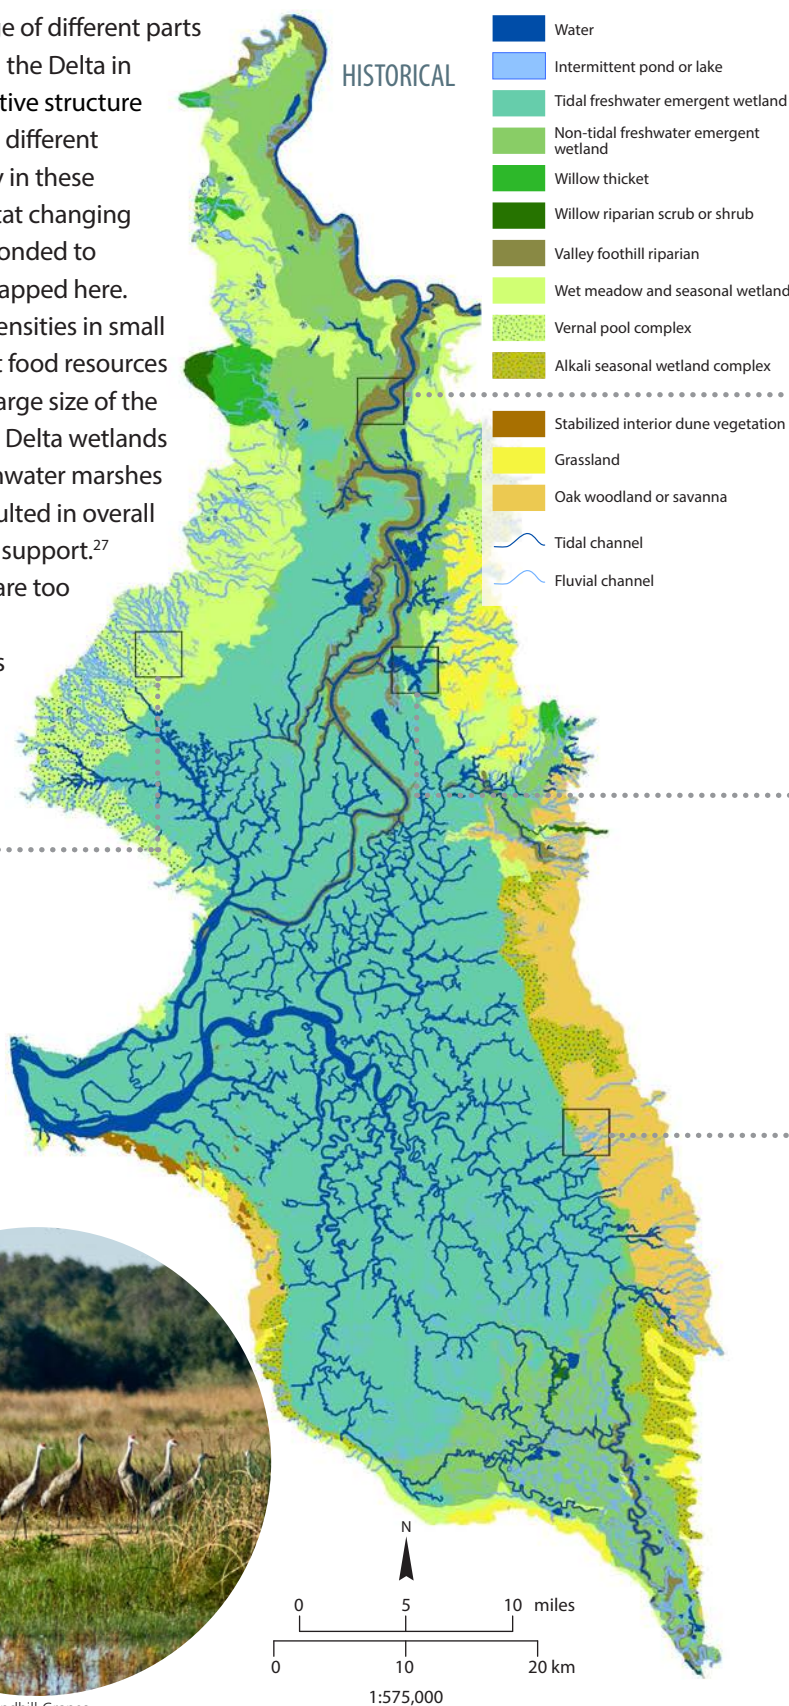 e of different parts
the Delta in
tive structure
different
y in these
tat changing
onded to
apped here.
ensities in small
t food resources
arge size of the
Delta wetlands
hwater marshes
ulted in overall
support.27
are too
s
HISTORICAL
Water
Intermittent pond or lake
Tidal freshwater emergent wetland
Non-tidal freshwater emergent
wetland
Willow thicket
Willow riparian scrub or shrub
Valley foothill riparian
Wet meadow and seasonal wetland
Vernal pool complex
Alkali seasonal wetland complex
Stabilized interior dune vegetation
Grassland
Oak woodland or savanna
Tidal channel
Fluvial channel
N
0 5 10 miles
0 10 20 km
1:575,000